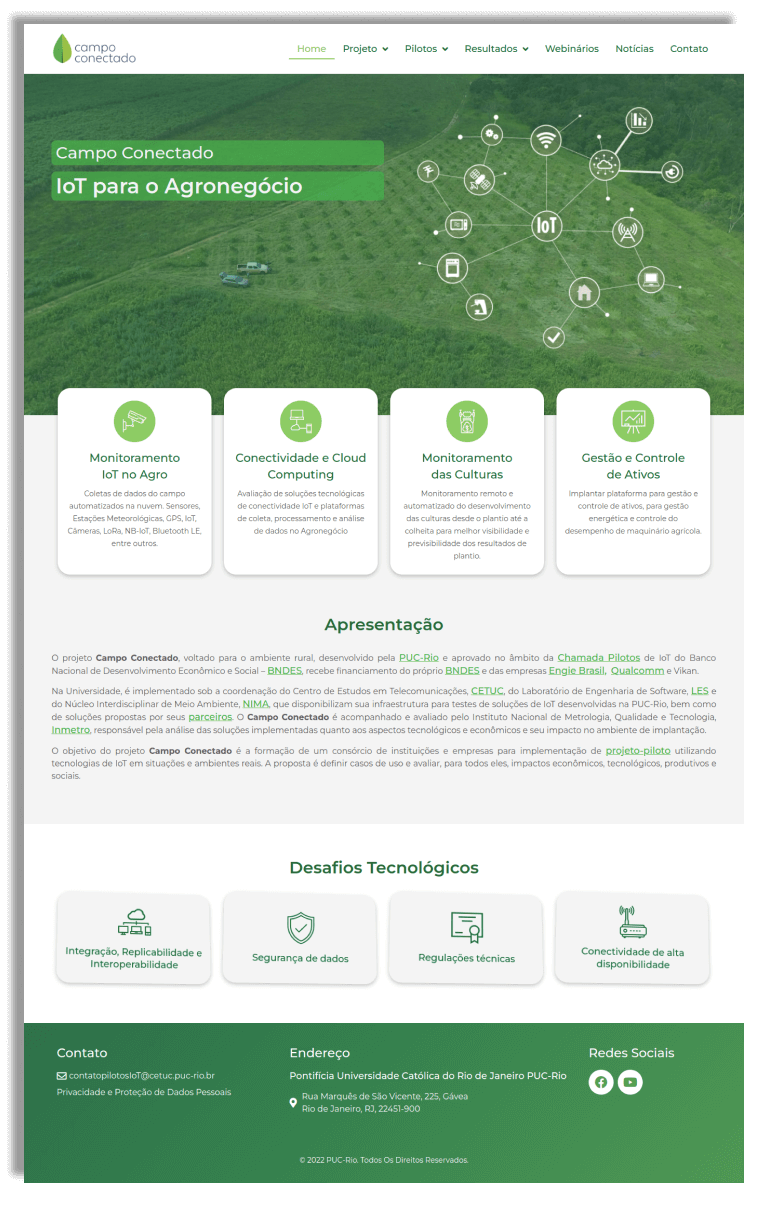 campo
conectado
Home Projeto Pilotos Resultados Webinários Notícias Contato
Campo Conectado
IoT para o Agronegócio
IoT
Monitoramento
IoT no Agro
Coletas de dados do campo
automatizados na nuvem. Sensores,
Estações Meteorológicas, GPS, IoT,
Câmeras, LoRa, NB-IoT, Bluetooth LE,
entre outros.
Conectividade e Cloud
Computing
Avaliação de soluções tecnológicas
de conectividade IoT e plataformas
de coleta, processamento e análise
de dados no Agronegócio
Monitoramento
das Culturas
Monitoramento remoto e
automatizado do desenvolvimento
das culturas desde o plantio até a
colheita para melhor visibilidade e
previsibilidade dos resultados de
plantio.
Gestão e Controle
de Ativos
Implantar plataforma para gestão e
controle de ativos, para gestão
energética e controle do
desempenho de maquinário agrícola.
Apresentação
O projeto Campo Conectado, voltado para o ambiente rural, desenvolvido pela PUC-Rio e aprovado no âmbito da Chamada Pilotos de IoT do Banco
Nacional de Desenvolvimento Econômico e Social – BNDES, recebe financiamento do próprio BNDES e das empresas Engie Brasil, Qualcomm e Vikan.
Na Universidade, é implementado sob a coordenação do Centro de Estudos em Telecomunicações, CETUC, do Laboratório de Engenharia de Software, LES e
do Núcleo Interdisciplinar de Meio Ambiente, NIMA, que disponibilizam sua infraestrutura para testes de soluções de IoT desenvolvidas na PUC-Rio, bem como
de soluções propostas por seus parceiros. O Campo Conectado é acompanhado e avaliado pelo Instituto Nacional de Metrologia, Qualidade e Tecnologia,
Inmetro, responsável pela análise das soluções implementadas quanto aos aspectos tecnológicos e econômicos e seu impacto no ambiente de implantação.
O objetivo do projeto Campo Conectado é a formação de um consórcio de instituições e empresas para implementação de projeto-piloto utilizando
tecnologias de IoT em situações e ambientes reais. A proposta é definir casos de uso e avaliar, para todos eles, impactos econômicos, tecnológicos, produtivos e
sociais.
Desafios Tecnológicos
Integração, Replicabilidade e
Interoperabilidade
Segurança de dados
Regulações técnicas
Conectividade de alta
disponibilidade
Contato
contatopilotosIoT@cetuc.puc-rio.br
Privacidade e Proteção de Dados Pessoais
Endereço
Pontifícia Universidade Católica do Rio de Janeiro PUC-Rio
Rua Marquês de São Vicente, 225, Gávea
Rio de Janeiro, RJ, 22451-900
Redes Sociais
© 2022 PUC-Rio. Todos Os Direitos Reservados.